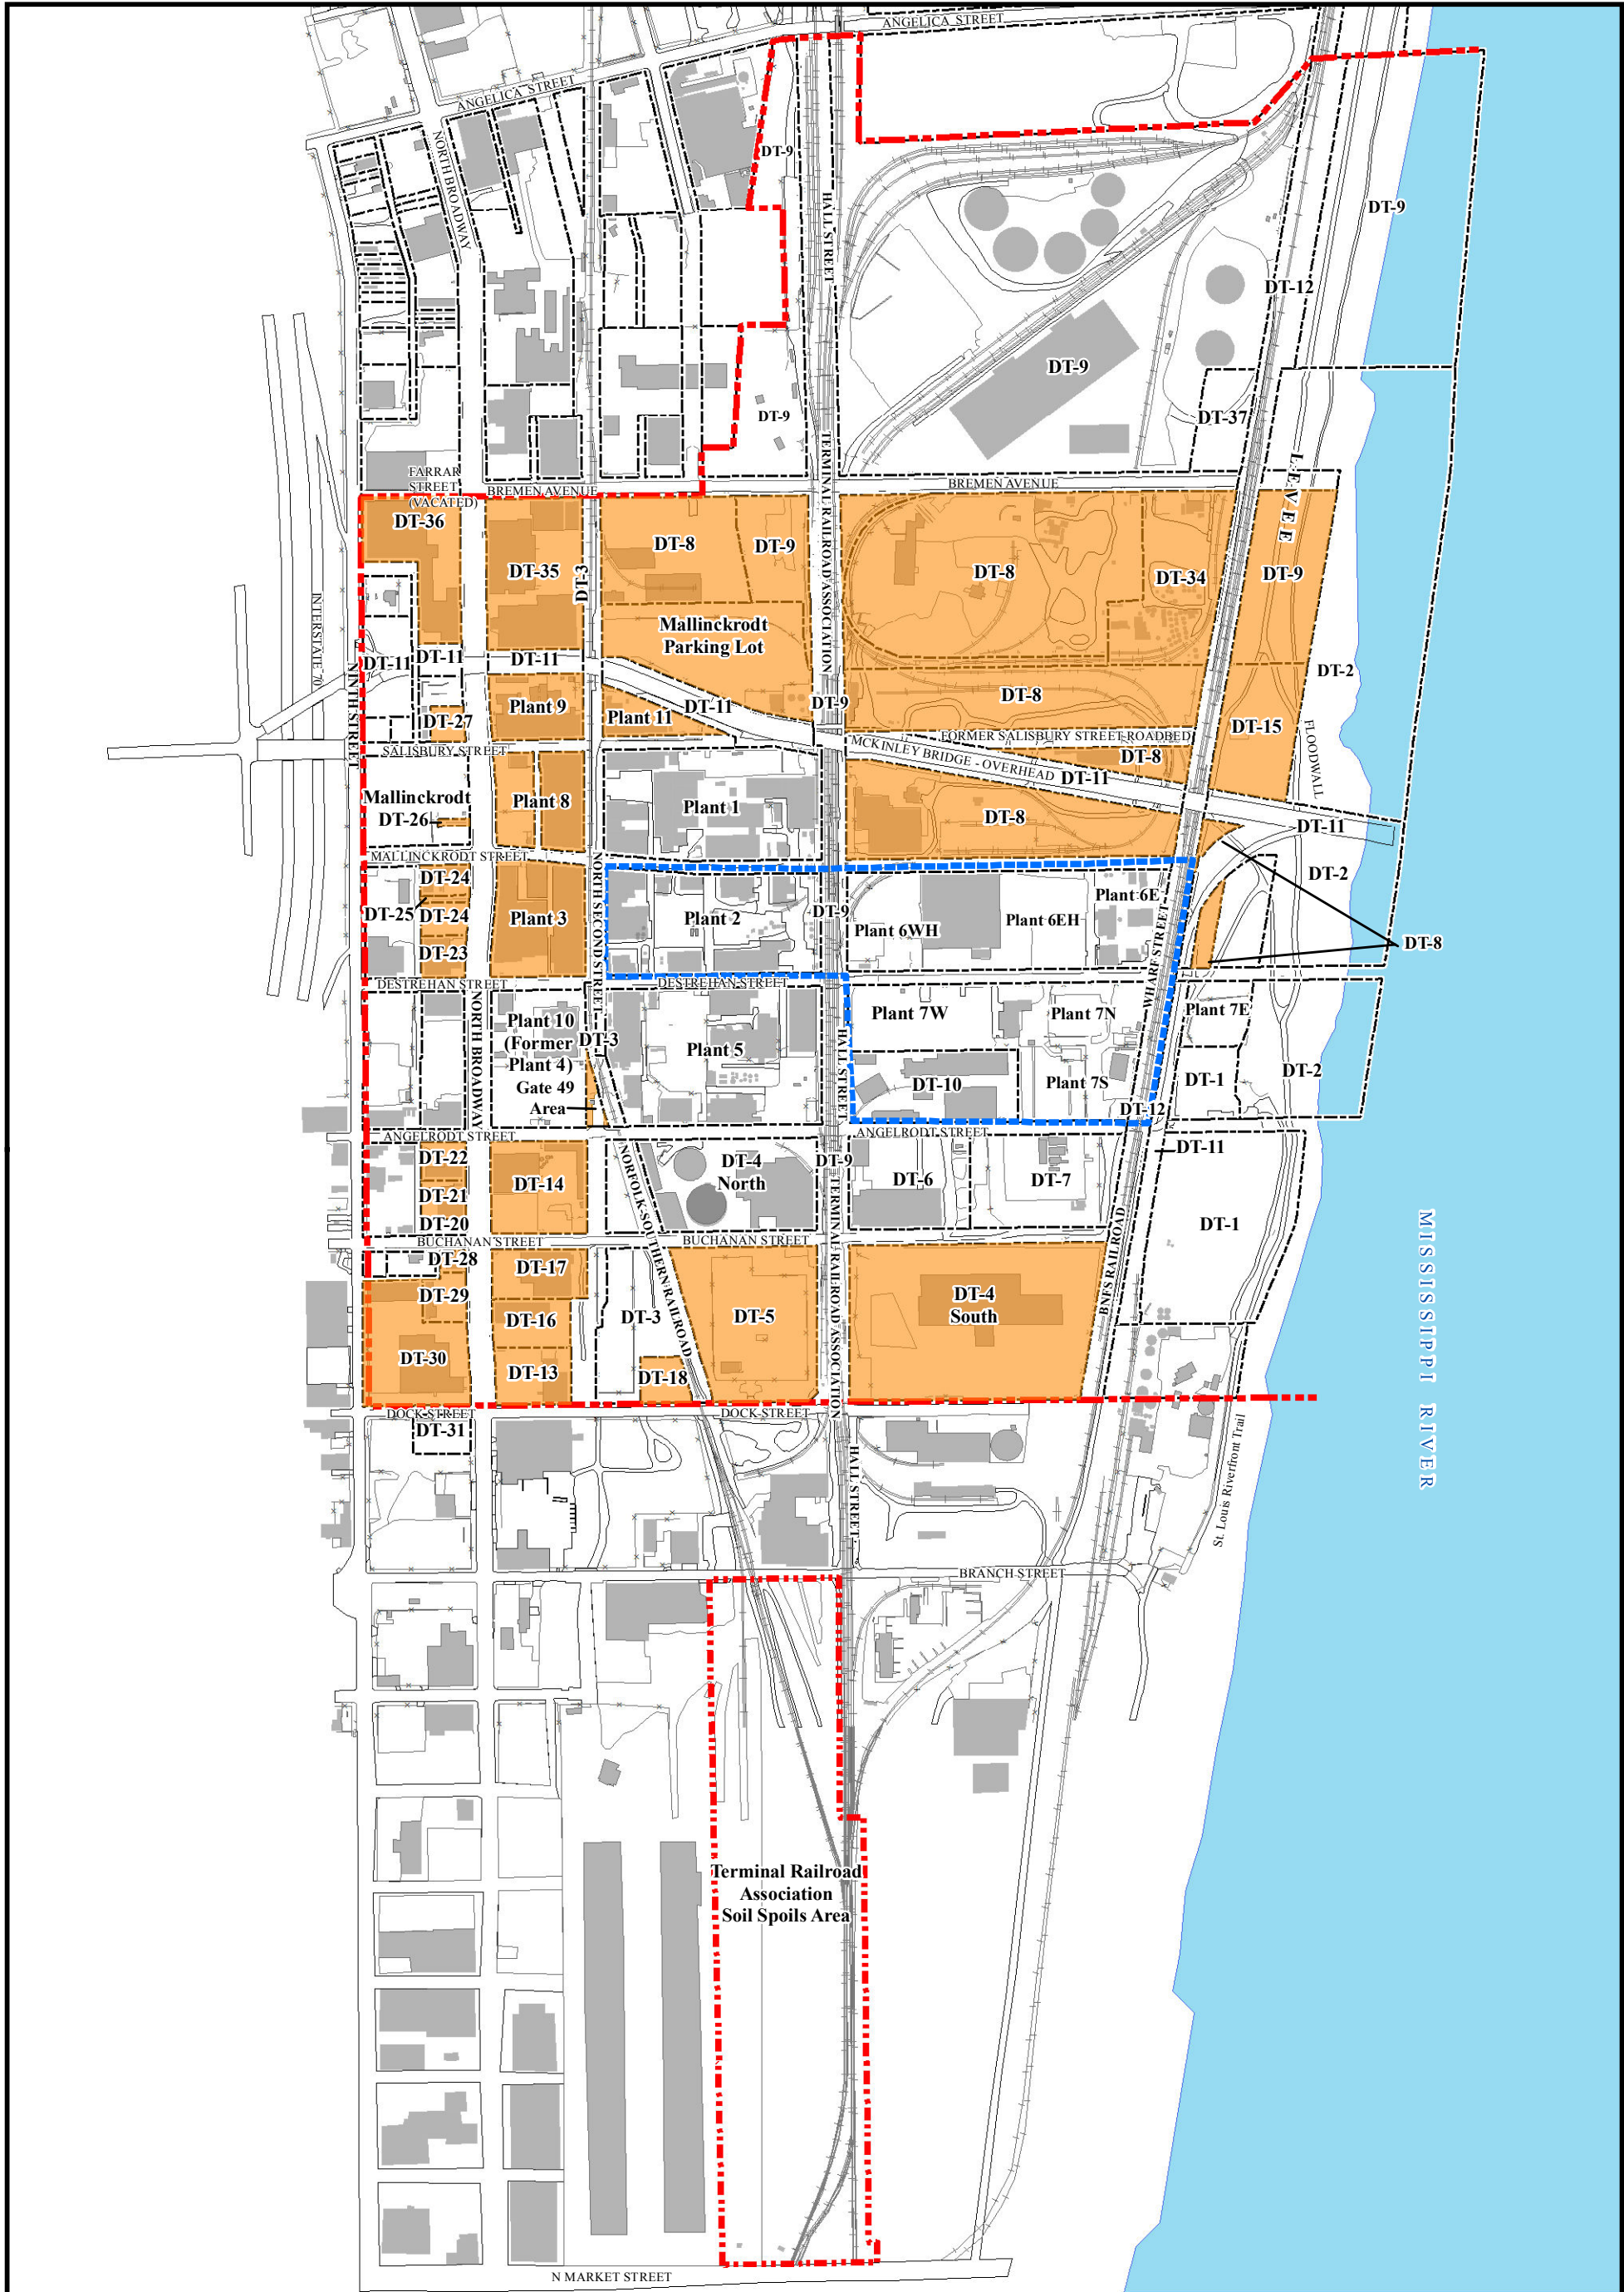 ANGELICA STREET
ANGELICA STREET
NORTH BROADWAY
DT-9
HALL STREET
DT-9
DT-12
DT-9
DT-9
DT-37
TERMINAL RAILROAD ASSOCIATION
LEVEE
FARRAR
STREET
(VACATED)
BREMEN AVENUE
BREMEN AVENUE
DT-36
DT-35
DT-3
DT-8
DT-9
DT-8
DT-34
DT-9
INTERSTATE 70
NINTH STREET
Mallinckrodt
Parking Lot
DT-11
DT-11
DT-11
DT-2
DT-27
Plant 9
Plant 11
DT-11
DT-9
DT-8
DT-15
FLOODWALL
SALISBURY STREET
FORMER SALISBURY STREET ROADBED
MCKINLEY BRIDGE - OVERHEAD
DT-11
DT-8
Mallinckrodt
DT-26
Plant 8
Plant 1
DT-8
DT-11
MALLINCKRODT STREET
DT-24
DT-25
DT-24
DT-23
Plant 3
NORTH SECOND STREET
Plant 2
DT-9
Plant 6WH
Plant 6EH
Plant 6E
WHARF STREET
DT-2
DT-8
DESTREHAN STREET
DESTREHAN STREET
NORTH BROADWAY
Plant 10
(Former
Plant 4)
DT-3
Gate 49
Area
Plant 5
HALL STREET
Plant 7W
Plant 7N
Plant 7E
DT-10
Plant 7S
DT-1
DT-2
DT-12
ANGELRODT STREET
ANGELRODT STREET
DT-11
DT-22
DT-21
DT-20
DT-14
NORFOLK-SOUTHERN RAILROAD
DT-4
North
DT-9
DT-6
DT-7
DT-1
BUCHANAN STREET
BUCHANAN STREET
TERMINAL RAILROAD ASSOCIATION
BNFS RAILROAD
DT-28
DT-29
DT-30
DT-17
DT-16
DT-13
DT-3
DT-18
DT-5
DT-4
South
MISSISSIPPI RIVER
DOCK STREET
DOCK STREET
DT-31
HALL STREET
St. Louis Riverfront Trail
BRANCH STREET
Terminal Railroad
Association
Soil Spoils Area
N MARKET STREET